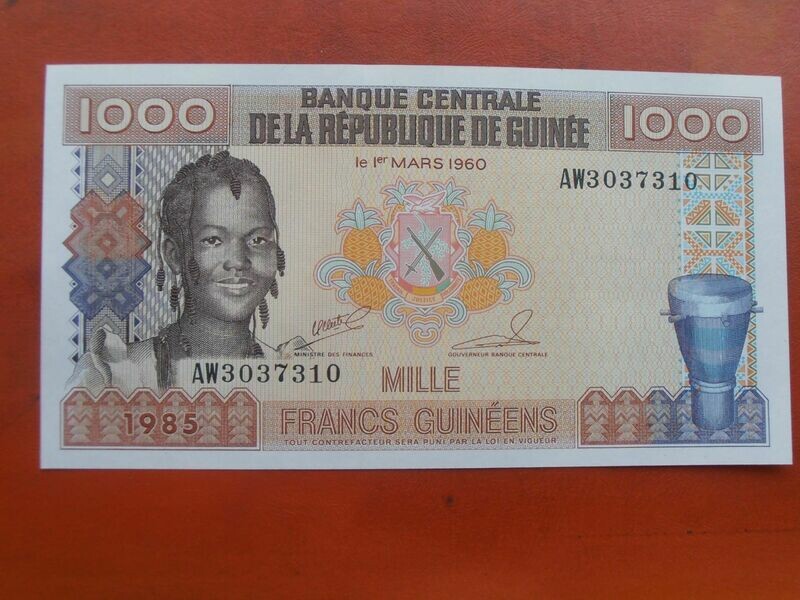 1000
BANQUE CENTRALE
DE LA RÉPUBLIQUE DE GUINÉE
1000
le 1er MARS 1960
AW3037310
JUSTICE
MINISTRE DES FINANCES
GOUVERNEUR BANQUE CENTRALE
AW3037310
MILLE
1985
FRANCS GUINÉENS
TOUT CONTREFACTEUR SERA PUNI PAR LA LOI EN VIGUEUR